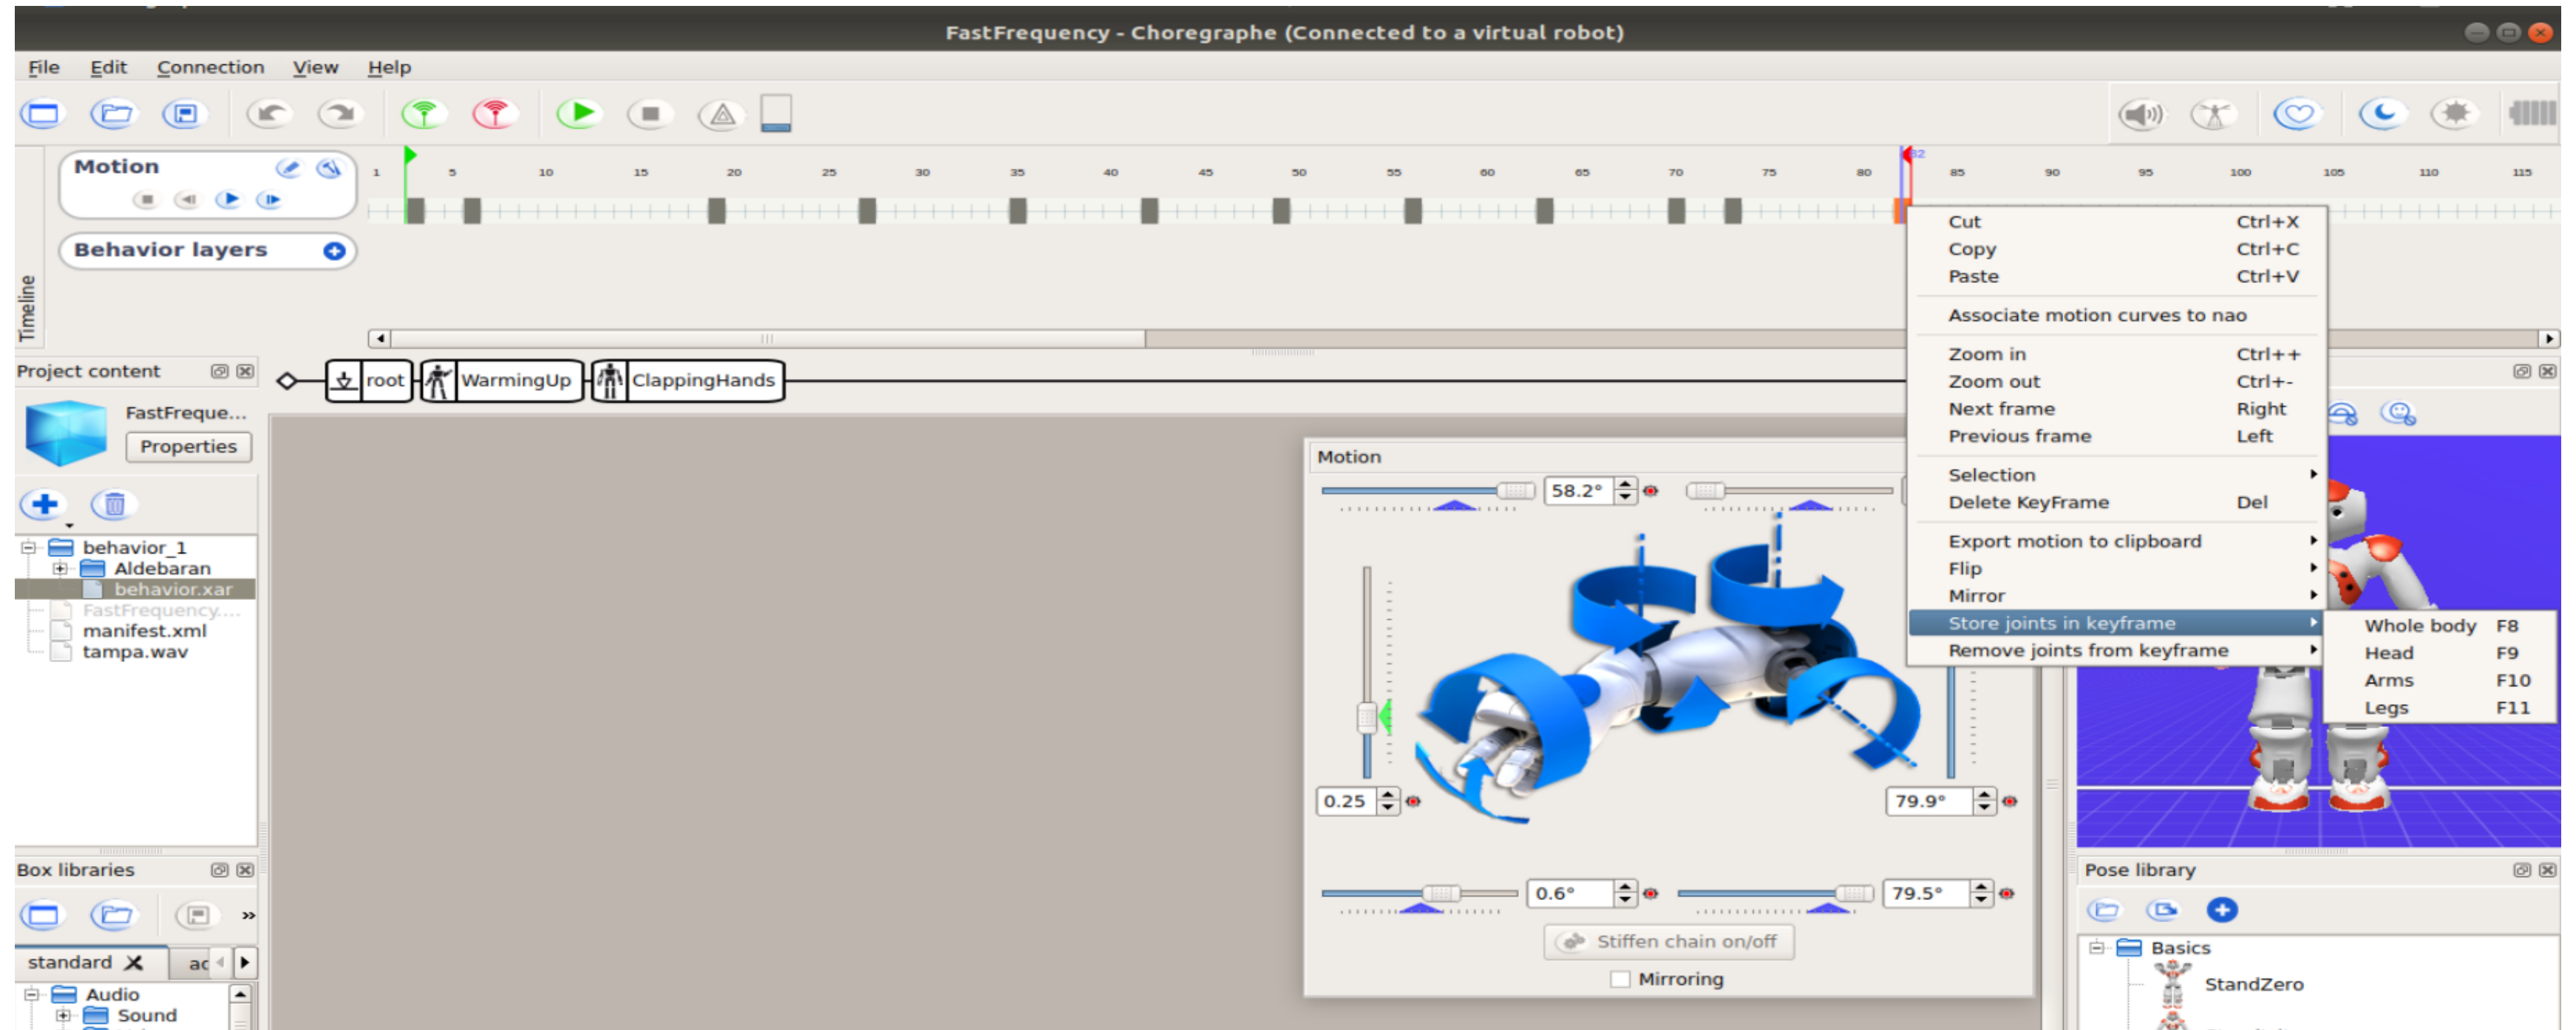 FastFrequency - Choregraphe (Connected to a virtual robot)
File Edit Connection View Help
Motion
1 5 10 15 20 25 30 35 40 45 50 55 60 65 70 75 80 82 85 90 95 100 105 110 115
Behavior layers
Timeline
Cut Ctrl+X
Copy Ctrl+C
Paste Ctrl+V
Associate motion curves to nao
Zoom in Ctrl++
Zoom out Ctrl+-
Next frame Right
Previous frame Left
Selection
Delete KeyFrame Del
Export motion to clipboard
Flip
Mirror
Store joints in keyframe
Remove joints from keyframe
Whole body F8
Head F9
Arms F10
Legs F11
Project content
root WarmingUp ClappingHands
FastFreque...
Properties
behavior_1
Aldebaran
behavior.xar
FastFrequency....
manifest.xml
tampa.wav
Motion
58.2°
0.25
79.9°
0.6°
79.5°
Stiffen chain on/off
Mirroring
Box libraries
»
standard
Audio
Sound
Pose library
Basics
StandZero